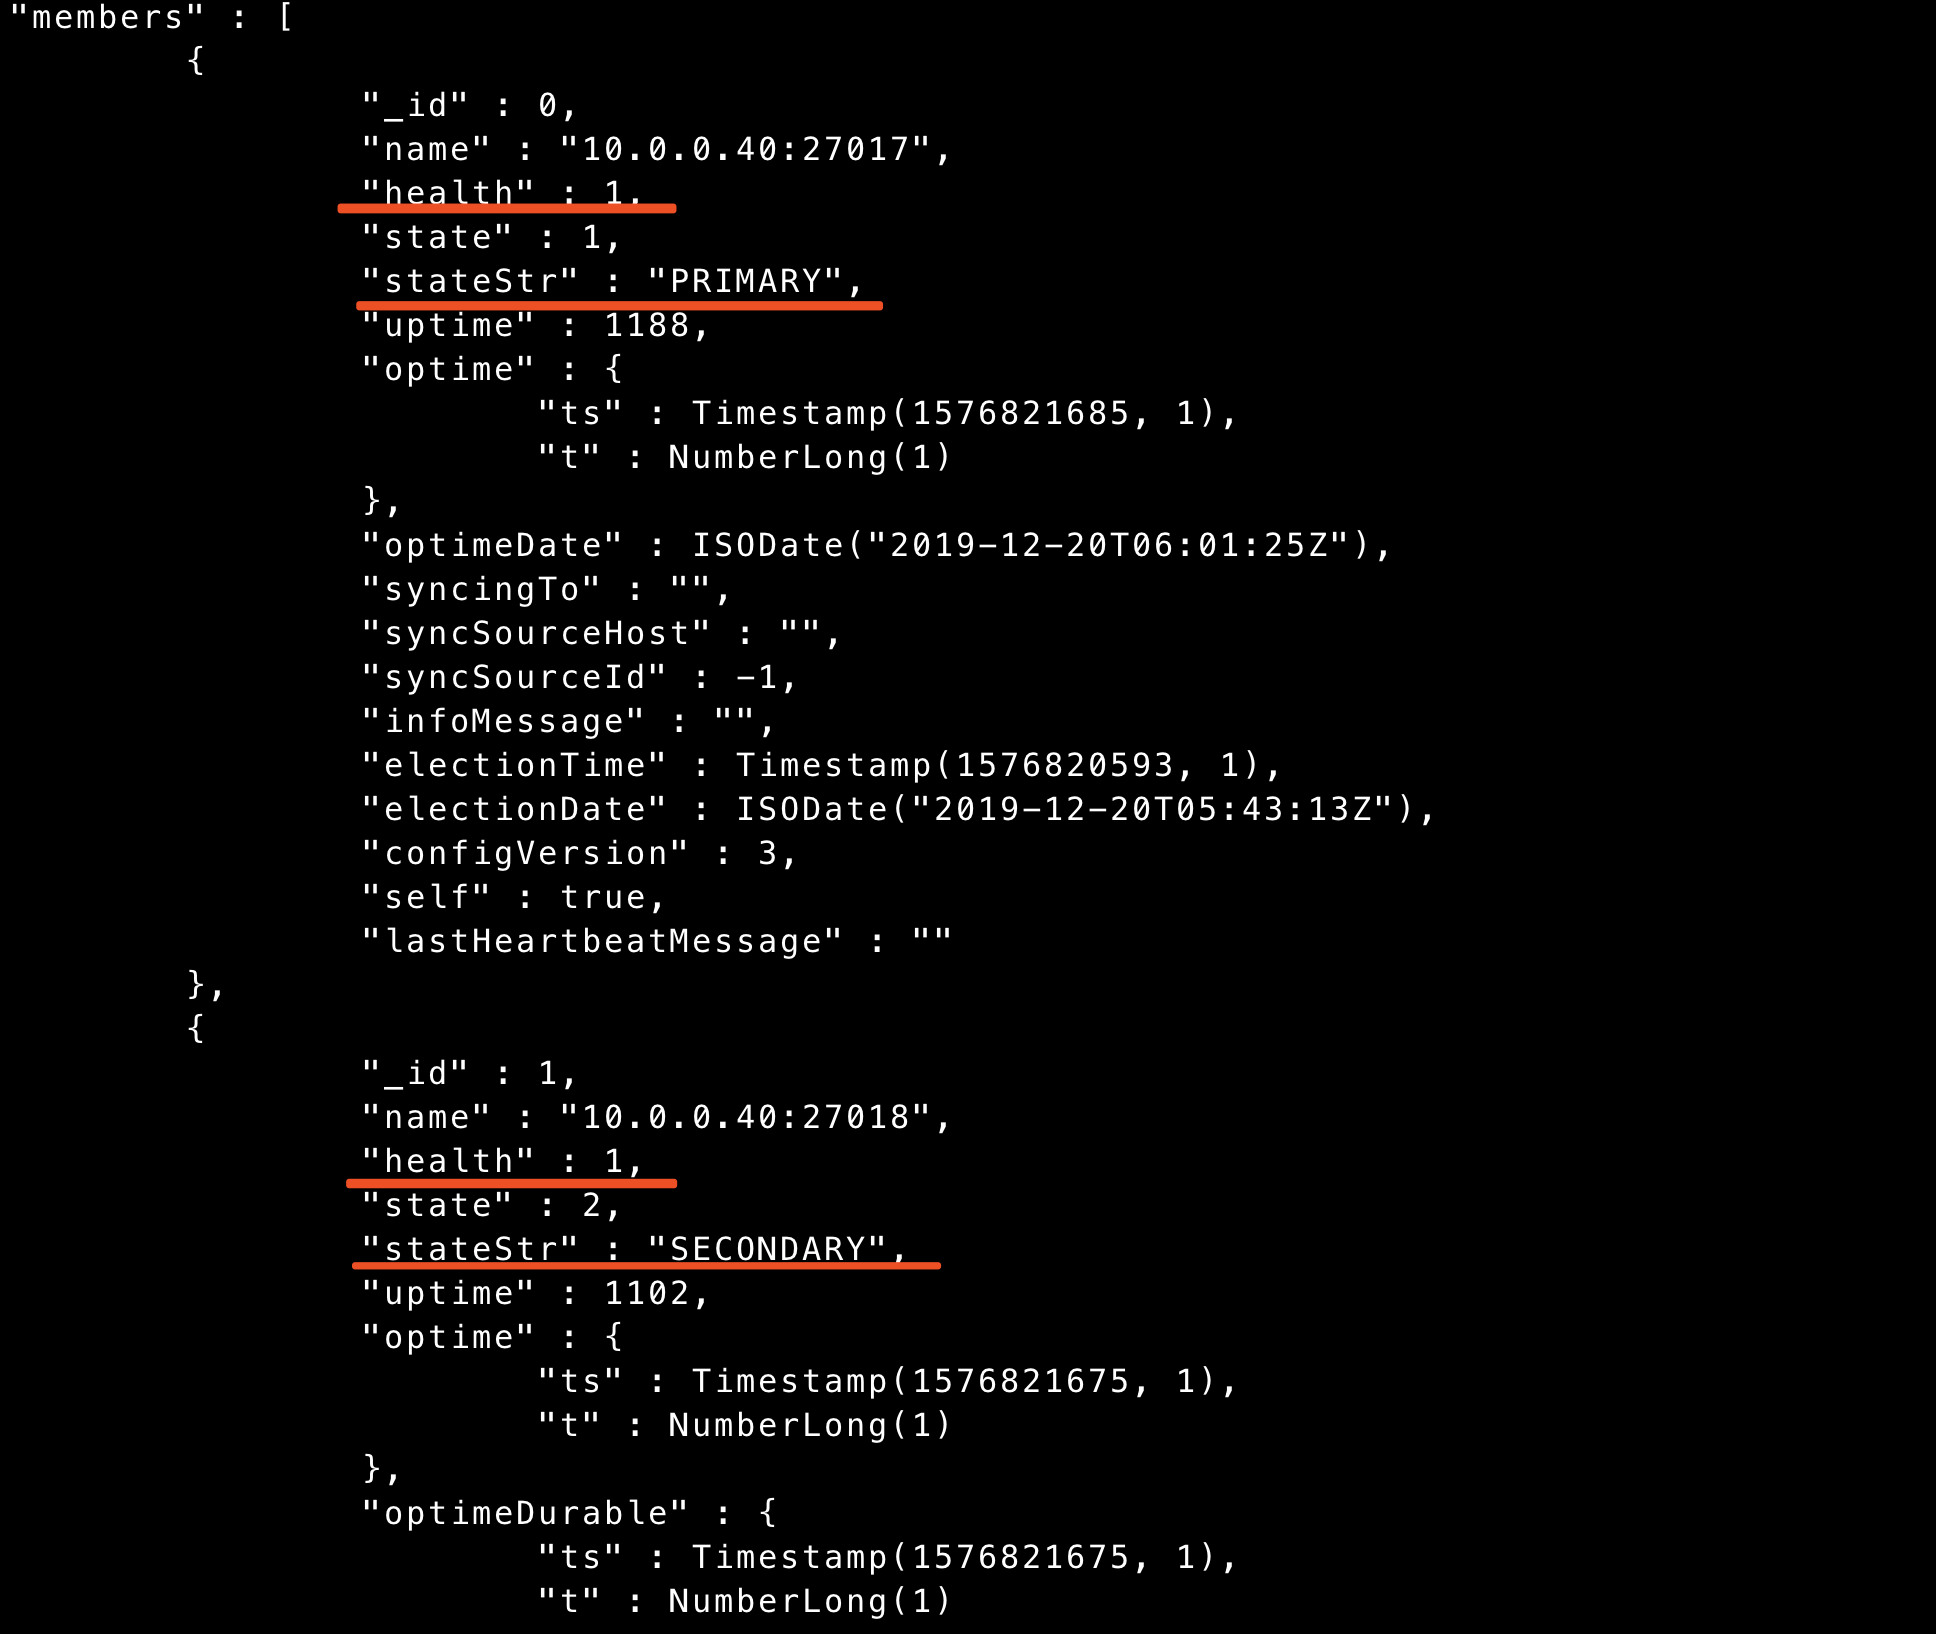 "members" : [
{
"_id" : 0,
"name" : "10.0.0.40:27017",
"health" : 1,
"state" : 1,
"stateStr" : "PRIMARY",
"uptime" : 1188,
"optime" : {
"ts" : Timestamp(1576821685, 1),
"t" : NumberLong(1)
},
"optimeDate" : ISODate("2019-12-20T06:01:25Z"),
"syncingTo" : "",
"syncSourceHost" : "",
"syncSourceId" : -1,
"infoMessage" : "",
"electionTime" : Timestamp(1576820593, 1),
"electionDate" : ISODate("2019-12-20T05:43:13Z"),
"configVersion" : 3,
"self" : true,
"lastHeartbeatMessage" : ""
},
{
"_id" : 1,
"name" : "10.0.0.40:27018",
"health" : 1,
"state" : 2,
"stateStr" : "SECONDARY",
"uptime" : 1102,
"optime" : {
"ts" : Timestamp(1576821675, 1),
"t" : NumberLong(1)
},
"optimeDurable" : {
"ts" : Timestamp(1576821675, 1),
"t" : NumberLong(1)